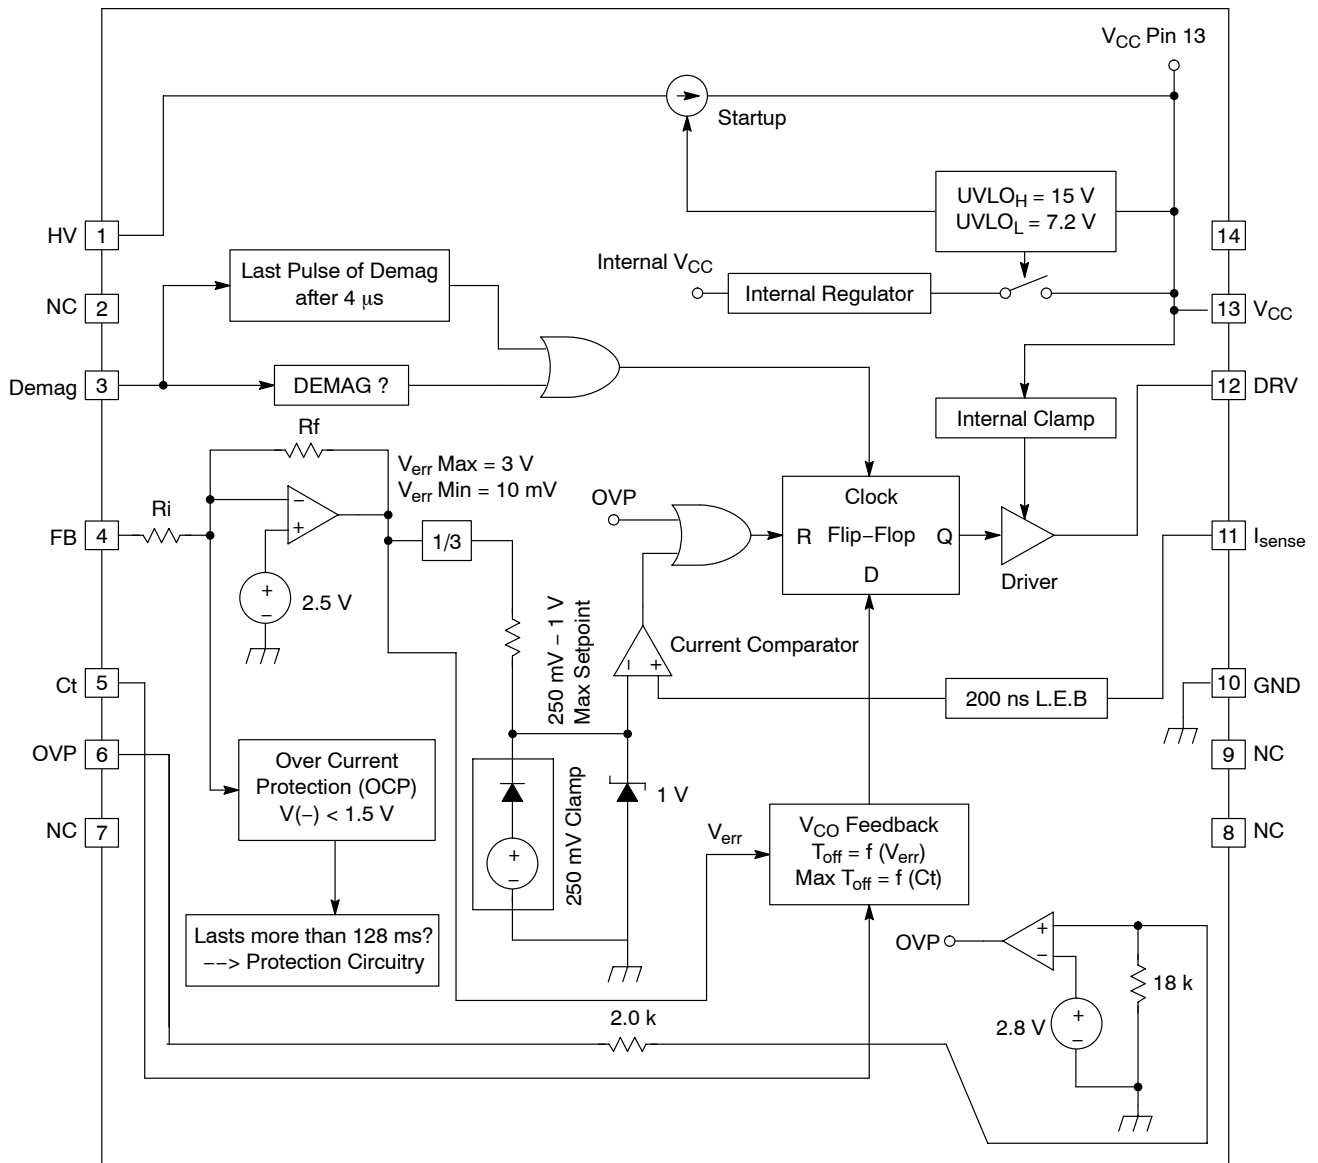 V_CC Pin 13
Startup
UVLO_H = 15 V
UVLO_L = 7.2 V
HV 1
14
Last Pulse of Demag
after 4 µs
Internal V_CC
Internal Regulator
NC 2
13 V_CC
Demag 3
DEMAG ?
12 DRV
Internal Clamp
Rf
V_err Max = 3 V
V_err Min = 10 mV
−
+
Ri
FB 4
1/3
OVP
Clock
R Flip−Flop Q
D
Driver
11 I_sense
+
−
2.5 V
250 mV − 1 V
Max Setpoint
− +
Current Comparator
Ct 5
200 ns L.E.B
10 GND
OVP 6
9 NC
Over Current
Protection (OCP)
V(−) < 1.5 V
250 mV Clamp
+
−
1 V
NC 7
8 NC
V_err
V_CO Feedback
T_off = f (V_err)
Max T_off = f (Ct)
Lasts more than 128 ms?
−−> Protection Circuitry
OVP
+
−
18 k
2.8 V
+
−
2.0 k